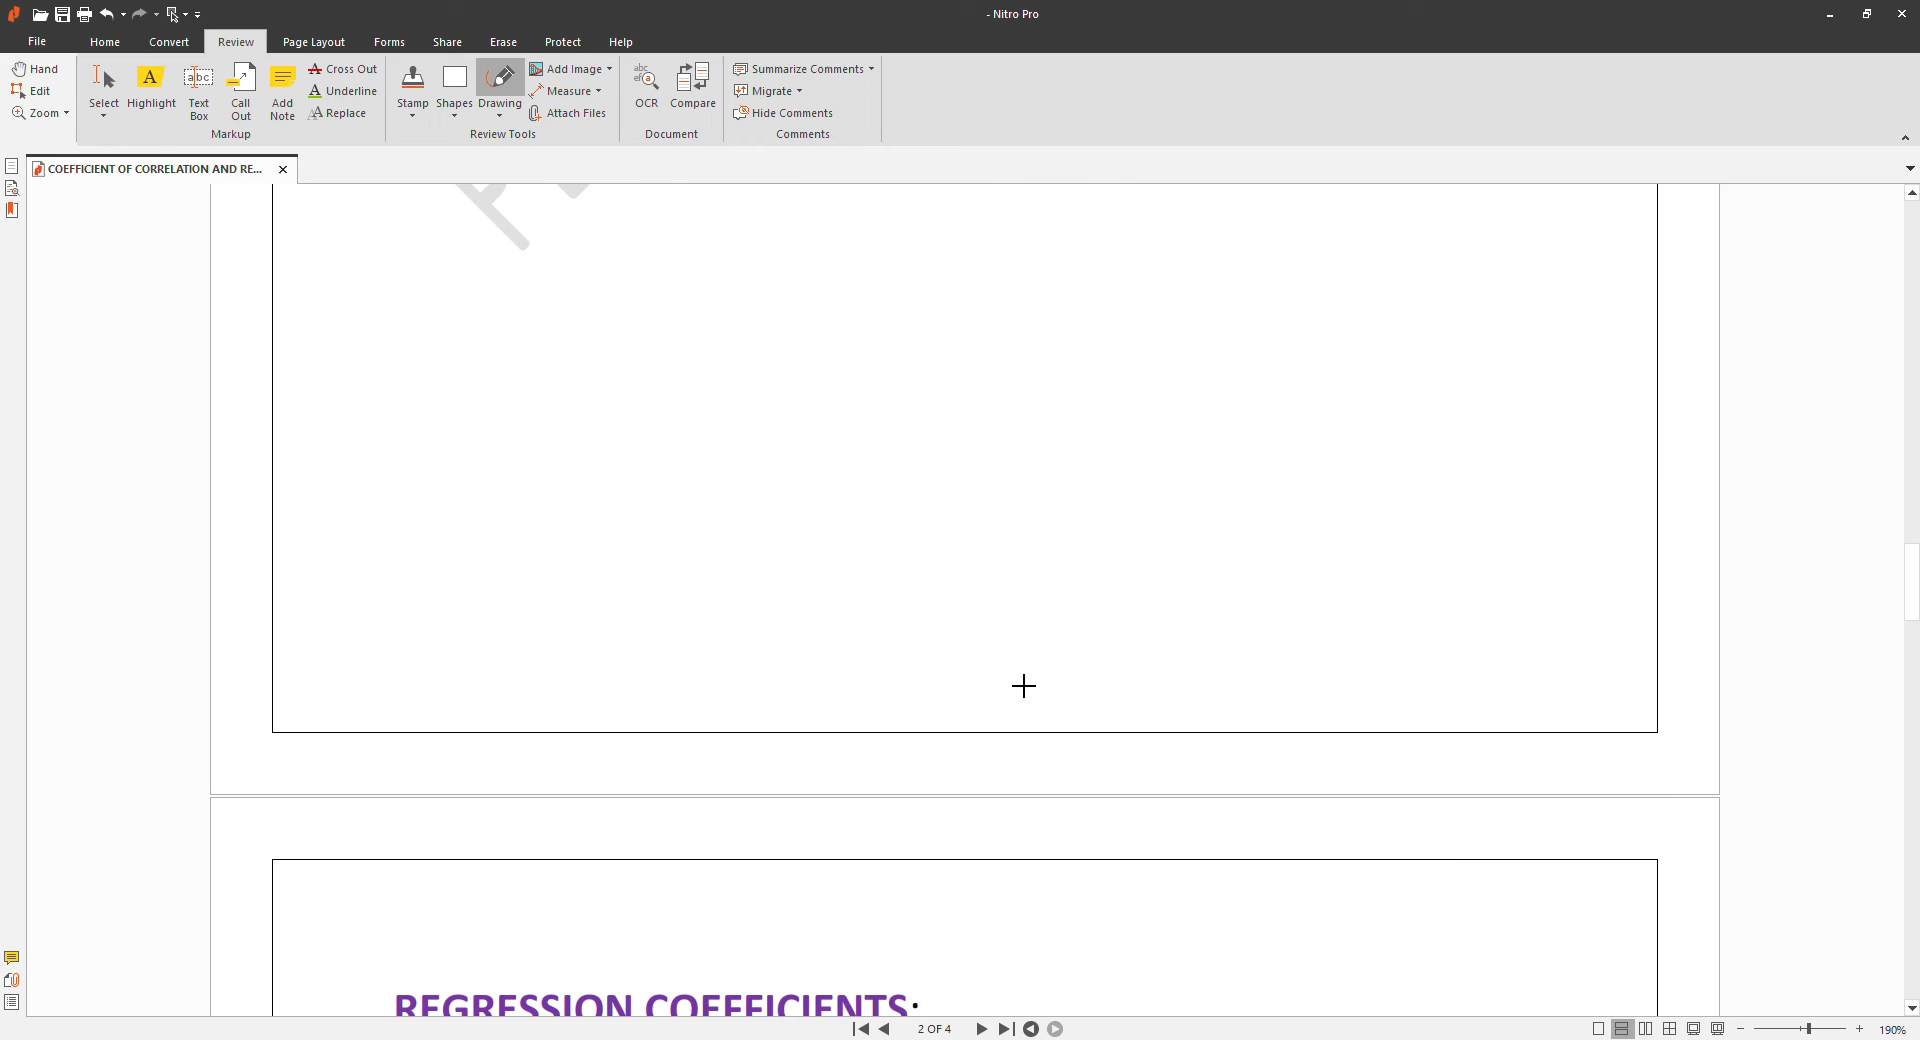 - Nitro Pro
File Home Convert Review Page Layout Forms Share Erase Protect Help
Hand
Edit
Zoom
Select
Highlight
abc
Text Box
Call Out
Add Note
Cross Out
Underline
Replace
Markup
Stamp
Shapes
Drawing
Add Image
Measure
Attach Files
Review Tools
OCR
Compare
Document
Summarize Comments
Migrate
Hide Comments
Comments
COEFFICIENT OF CORRELATION AND RE...
REGRESSION COEFFICIENTS:
2 OF 4
190%